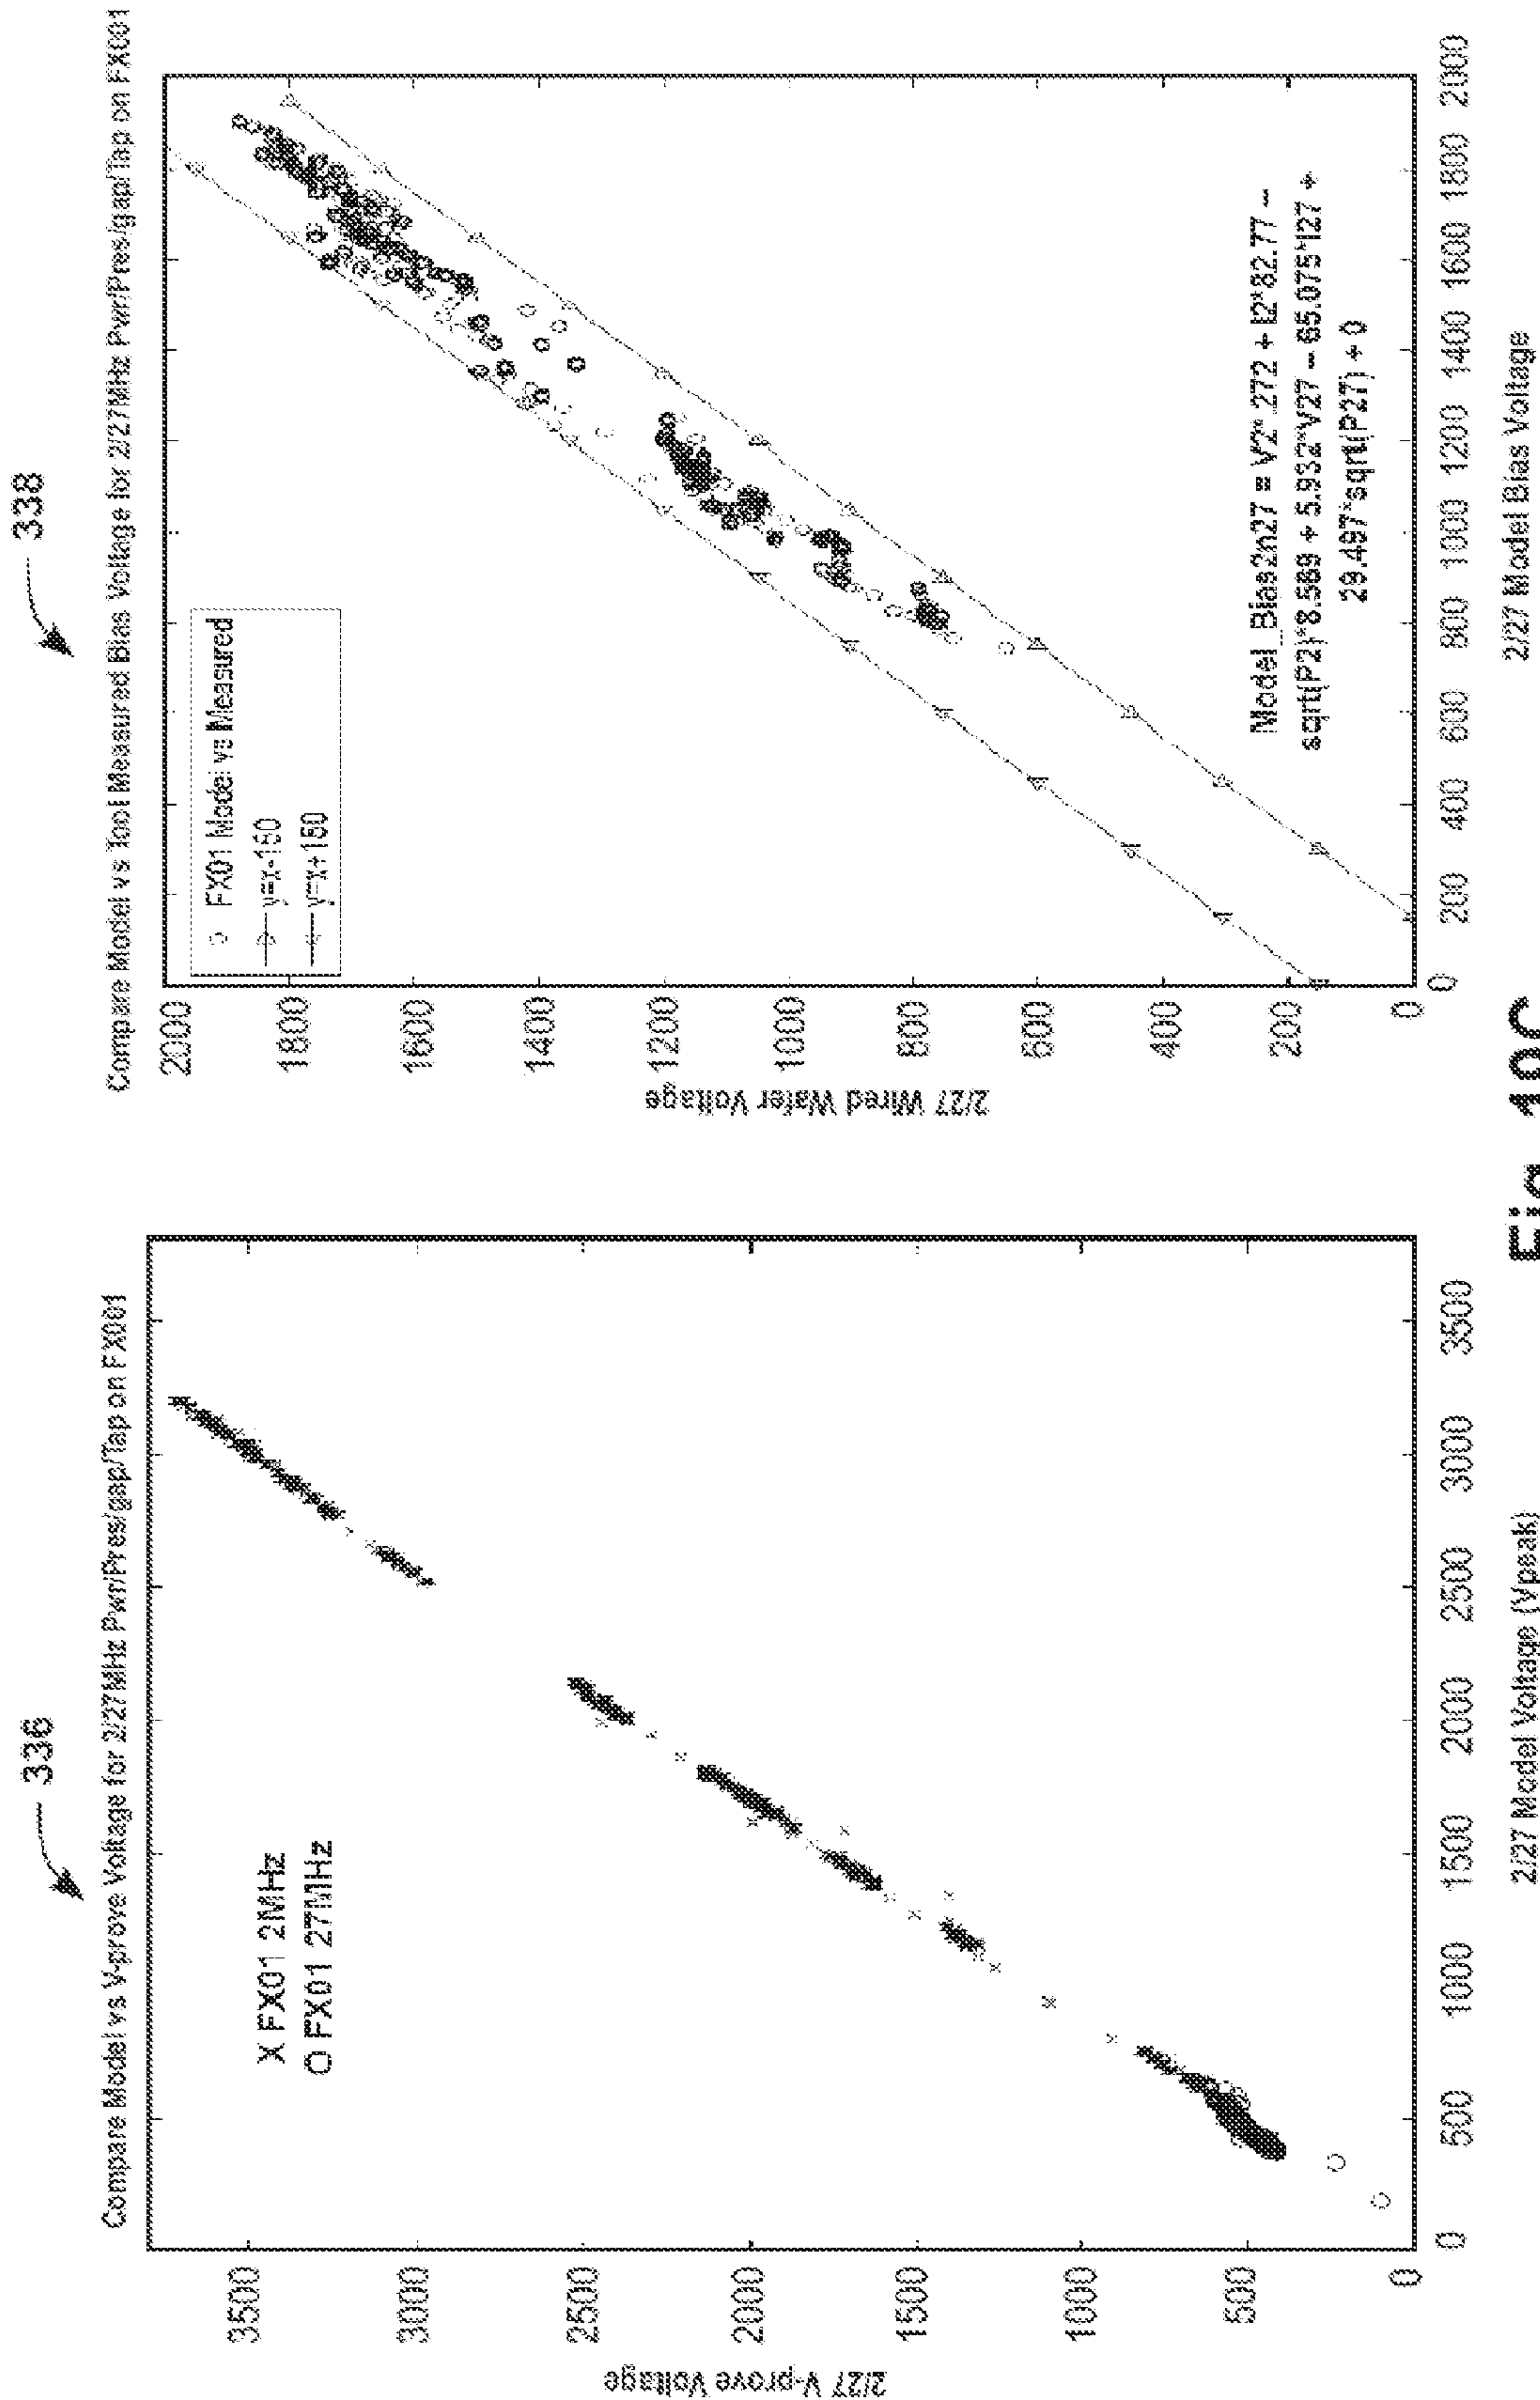 336
Compare Model vs V-prove Voltage for 2/27MHz Pwr/Pres/gap/Tap on FX001
X FX01 2MHz
O FX01 27MHz
2/27 V-prove Voltage
3500
3000
2500
2000
1500
1000
500
0
0 500 1000 1500 2000 2500 3000 3500
2/27 Model Voltage (Vpeak)
338
Compare Model vs Tool Measured Bias Voltage for 2/27MHz Pwr/Pres/gap/Tap on FX001
FX01 Model vs Measured
y=x-150
y=x+150
2/27 Wired Wafer Voltage
2000
1800
1600
1400
1200
1000
800
600
400
200
0
0 200 400 600 800 1000 1200 1400 1600 1800 2000
Model_Bias2n27 = V2*.272 + I2*82.77 –
sqrt(P2)*8.569 + 5.932*V27 – 65.075*I27 +
29.497*sqrt(P27) + 0
2/27 Model Bias Voltage
Fig.